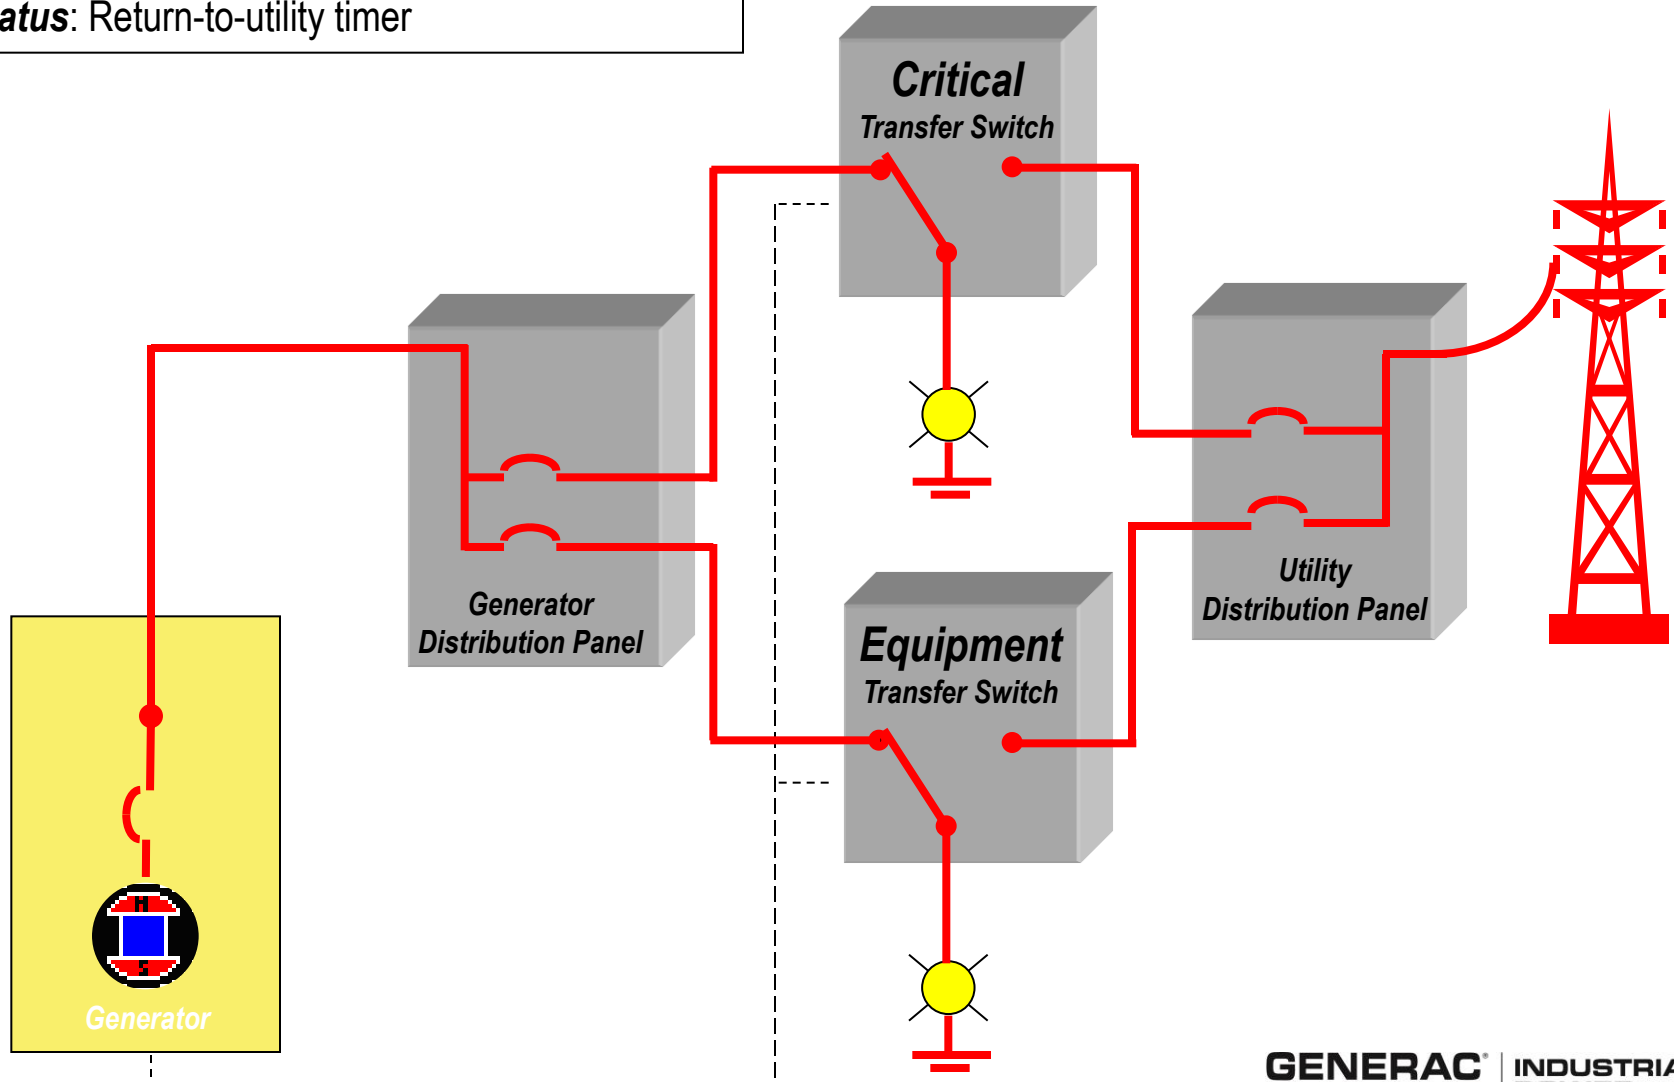 atus: Return-to-utility timer
Critical
Transfer Switch
Generator
Distribution Panel
Utility
Distribution Panel
Equipment
Transfer Switch
N
S
Generator
GENERAC® | INDUSTRIA